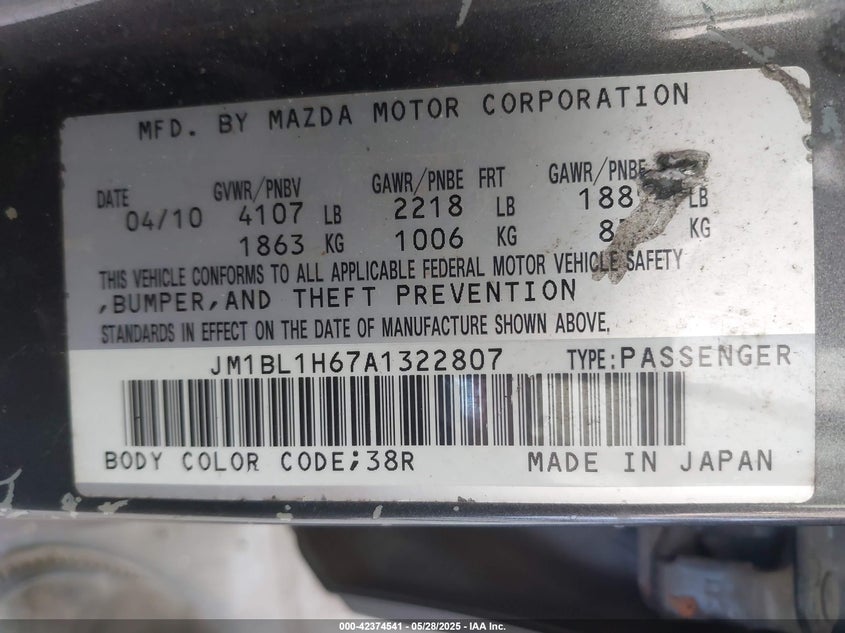 MFD. BY MAZDA MOTOR CORPORATION
DATE GVWR/PNBV GAWR/PNBE FRT GAWR/PNBE
04/10 4107 LB 2218 LB 188 LB
1863 KG 1006 KG KG
THIS VEHICLE CONFORMS TO ALL APPLICABLE FEDERAL MOTOR VEHICLE SAFETY
,BUMPER,AND THEFT PREVENTION
STANDARDS IN EFFECT ON THE DATE OF MANUFACTURE SHOWN ABOVE.
JM1BL1H67A1322807 TYPE:PASSENGER
BODY COLOR CODE;38R MADE IN JAPAN
000-42374541 / 05/28/2025 - IAA Inc.